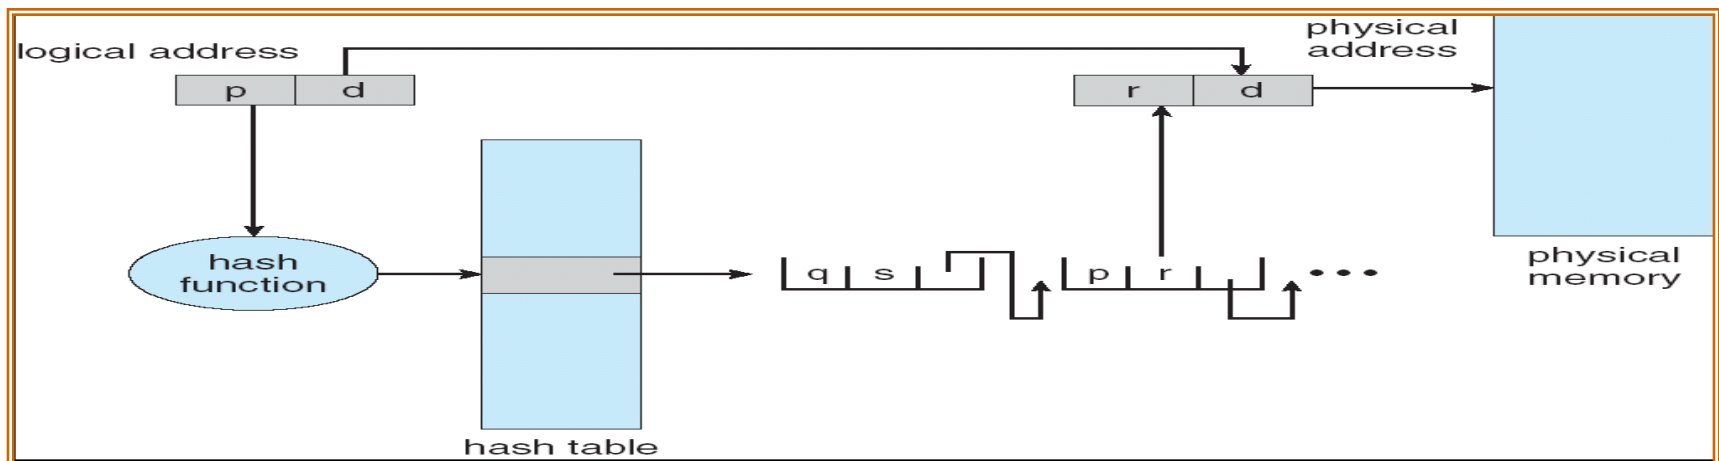 logical address
physical
address
p d
r d
hash
function
q s
p r
•••
physical
memory
hash table